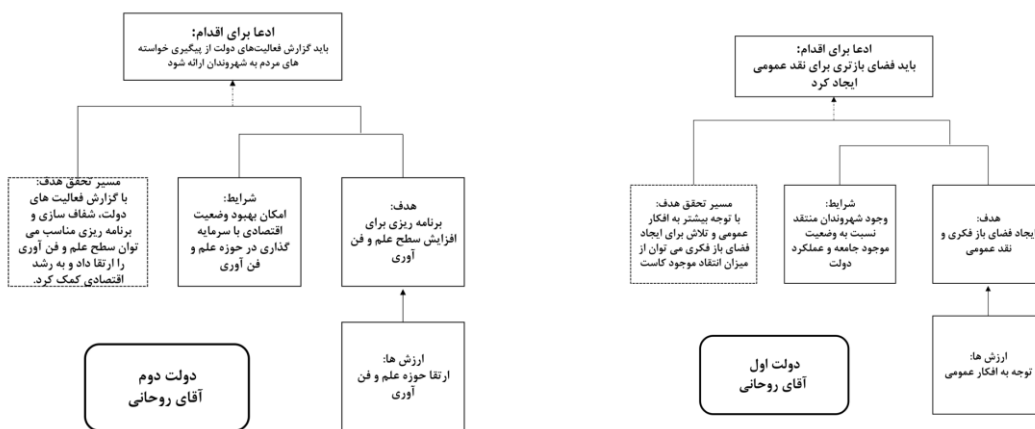 ادعا برای اقدام:
باید فضای بازتری برای نقد عمومی
ایجاد کرد
هدف:
ایجاد فضای باز فکری و
نقد عمومی
شرایط:
وجود شهروندان منتقد
نسبت به وضعیت
موجود جامعه و عملکرد
دولت
مسیر تحقق هدف:
با توجه بیشتر به افکار
عمومی و تلاش برای ایجاد
فضای باز فکری می توان از
میزان انتقاد موجود کاست
ارزش ها:
توجه به افکار عمومی
دولت اول
آقای روحانی
ادعا برای اقدام:
باید گزارش فعالیت‌های دولت از پیگیری خواسته
های مردم به شهروندان ارائه شود
هدف:
برنامه ریزی برای
افزایش سطح علم و فن
آوری
شرایط:
امکان بهبود وضعیت
اقتصادی با سرمایه
گذاری در حوزه علم و
فن آوری
مسیر تحقق هدف:
با گزارش فعالیت های
دولت، شفاف سازی و
برنامه ریزی مناسب می
توان سطح علم و فن آوری
را ارتقا داد و به رشد
اقتصادی کمک کرد.
ارزش ها:
ارتقا حوزه علم و فن
آوری
دولت دوم
آقای روحانی